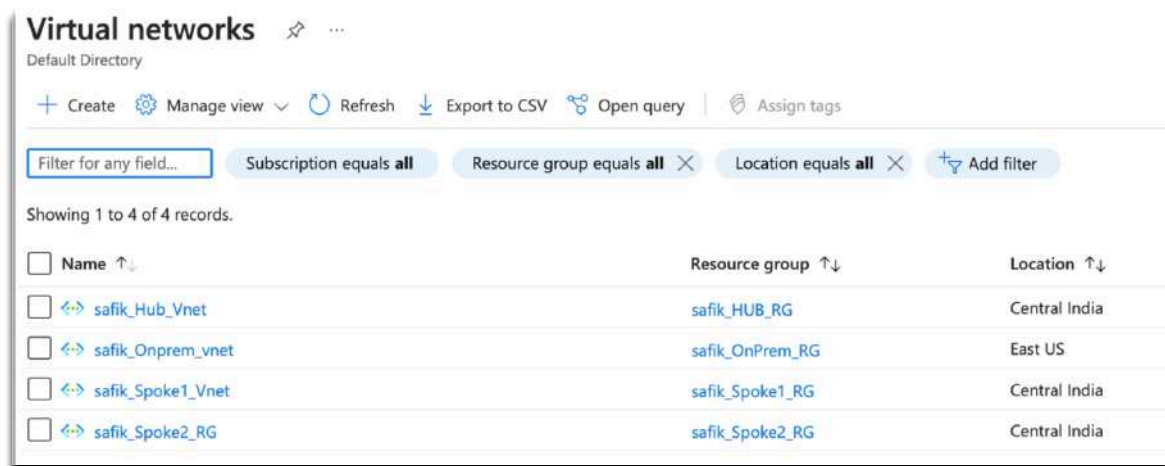 Virtual networks ...
Default Directory
Create Manage view Refresh Export to CSV Open query Assign tags
Filter for any field... Subscription equals all Resource group equals all Location equals all Add filter
Showing 1 to 4 of 4 records.
Name Resource group Location
safik_Hub_Vnet safik_HUB_RG Central India
safik_Onprem_vnet safik_OnPrem_RG East US
safik_Spoke1_Vnet safik_Spoke1_RG Central India
safik_Spoke2_RG safik_Spoke2_RG Central India